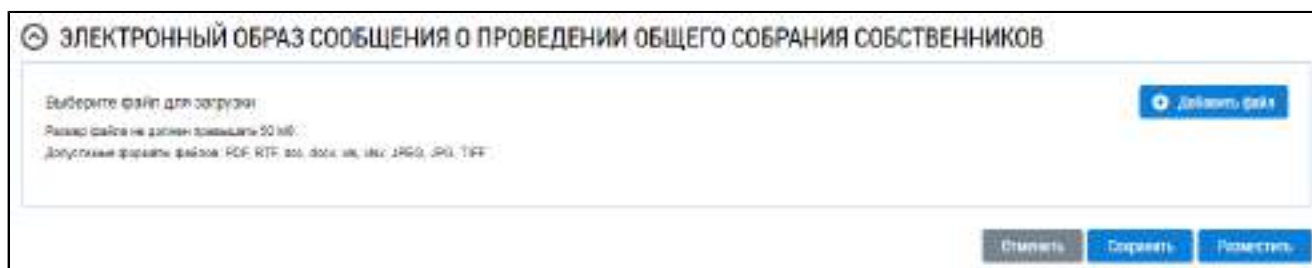 ЭЛЕКТРОННЫЙ ОБРАЗ СООБЩЕНИЯ О ПРОВЕДЕНИИ ОБЩЕГО СОБРАНИЯ СОБСТВЕННИКОВ
Выберите файл для загрузки
Добавить файл
Размер файла не должен превышать 50 Мб.
Допустимые форматы файлов: PDF, RTF, doc, docx, xls, xlsx, JPEG, JPG, TIFF
Отменить Сохранить Разместить